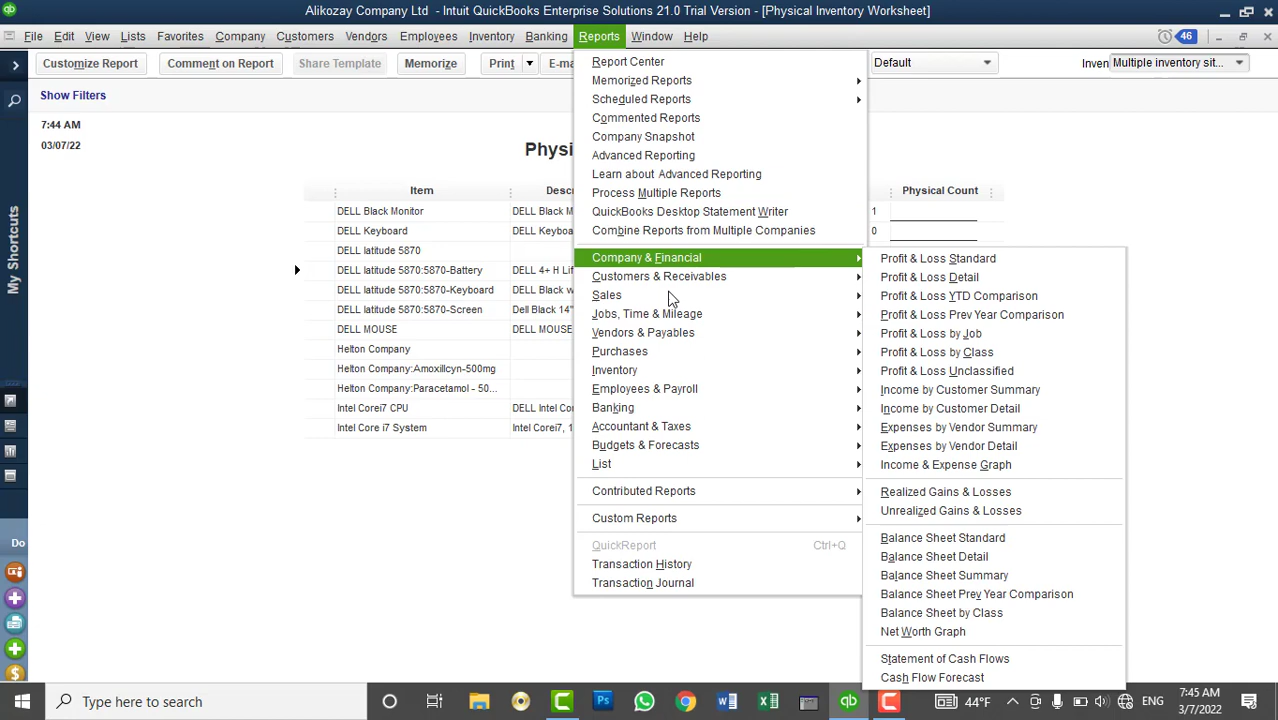 Alikozay Company Ltd - Intuit QuickBooks Enterprise Solutions 21.0 Trial Version - [Physical Inventory Worksheet]
File Edit View Lists Favorites Company Customers Vendors Employees Inventory Banking Reports Window Help 46
Customize Report Comment on Report Share Template Memorize Print E-ma Default Inven Multiple inventory sit...
Show Filters
7:44 AM
03/07/22
Physi
Item Desc Physical Count
DELL Black Monitor DELL Black M 1
DELL Keyboard DELL Keyboa 0
DELL latitude 5870
DELL latitude 5870:5870-Battery DELL 4+ H Lif
DELL latitude 5870:5870-Keyboard DELL Black w
DELL latitude 5870:5870-Screen Dell Black 14"
DELL MOUSE DELL MOUSE
Helton Company
Helton Company:Amoxillcyn-500mg
Helton Company:Paracetamol - 50...
Intel Corei7 CPU DELL Intel Co
Intel Core i7 System Intel Corei7, 1
Report Center
Memorized Reports
Scheduled Reports
Commented Reports
Company Snapshot
Advanced Reporting
Learn about Advanced Reporting
Process Multiple Reports
QuickBooks Desktop Statement Writer
Combine Reports from Multiple Companies
Company & Financial
Customers & Receivables
Sales
Jobs, Time & Mileage
Vendors & Payables
Purchases
Inventory
Employees & Payroll
Banking
Accountant & Taxes
Budgets & Forecasts
List
Contributed Reports
Custom Reports
QuickReport Ctrl+Q
Transaction History
Transaction Journal
Profit & Loss Standard
Profit & Loss Detail
Profit & Loss YTD Comparison
Profit & Loss Prev Year Comparison
Profit & Loss by Job
Profit & Loss by Class
Profit & Loss Unclassified
Income by Customer Summary
Income by Customer Detail
Expenses by Vendor Summary
Expenses by Vendor Detail
Income & Expense Graph
Realized Gains & Losses
Unrealized Gains & Losses
Balance Sheet Standard
Balance Sheet Detail
Balance Sheet Summary
Balance Sheet Prev Year Comparison
Balance Sheet by Class
Net Worth Graph
Statement of Cash Flows
Cash Flow Forecast
My Shortcuts
Do
Type here to search 44°F ENG 7:45 AM
3/7/2022